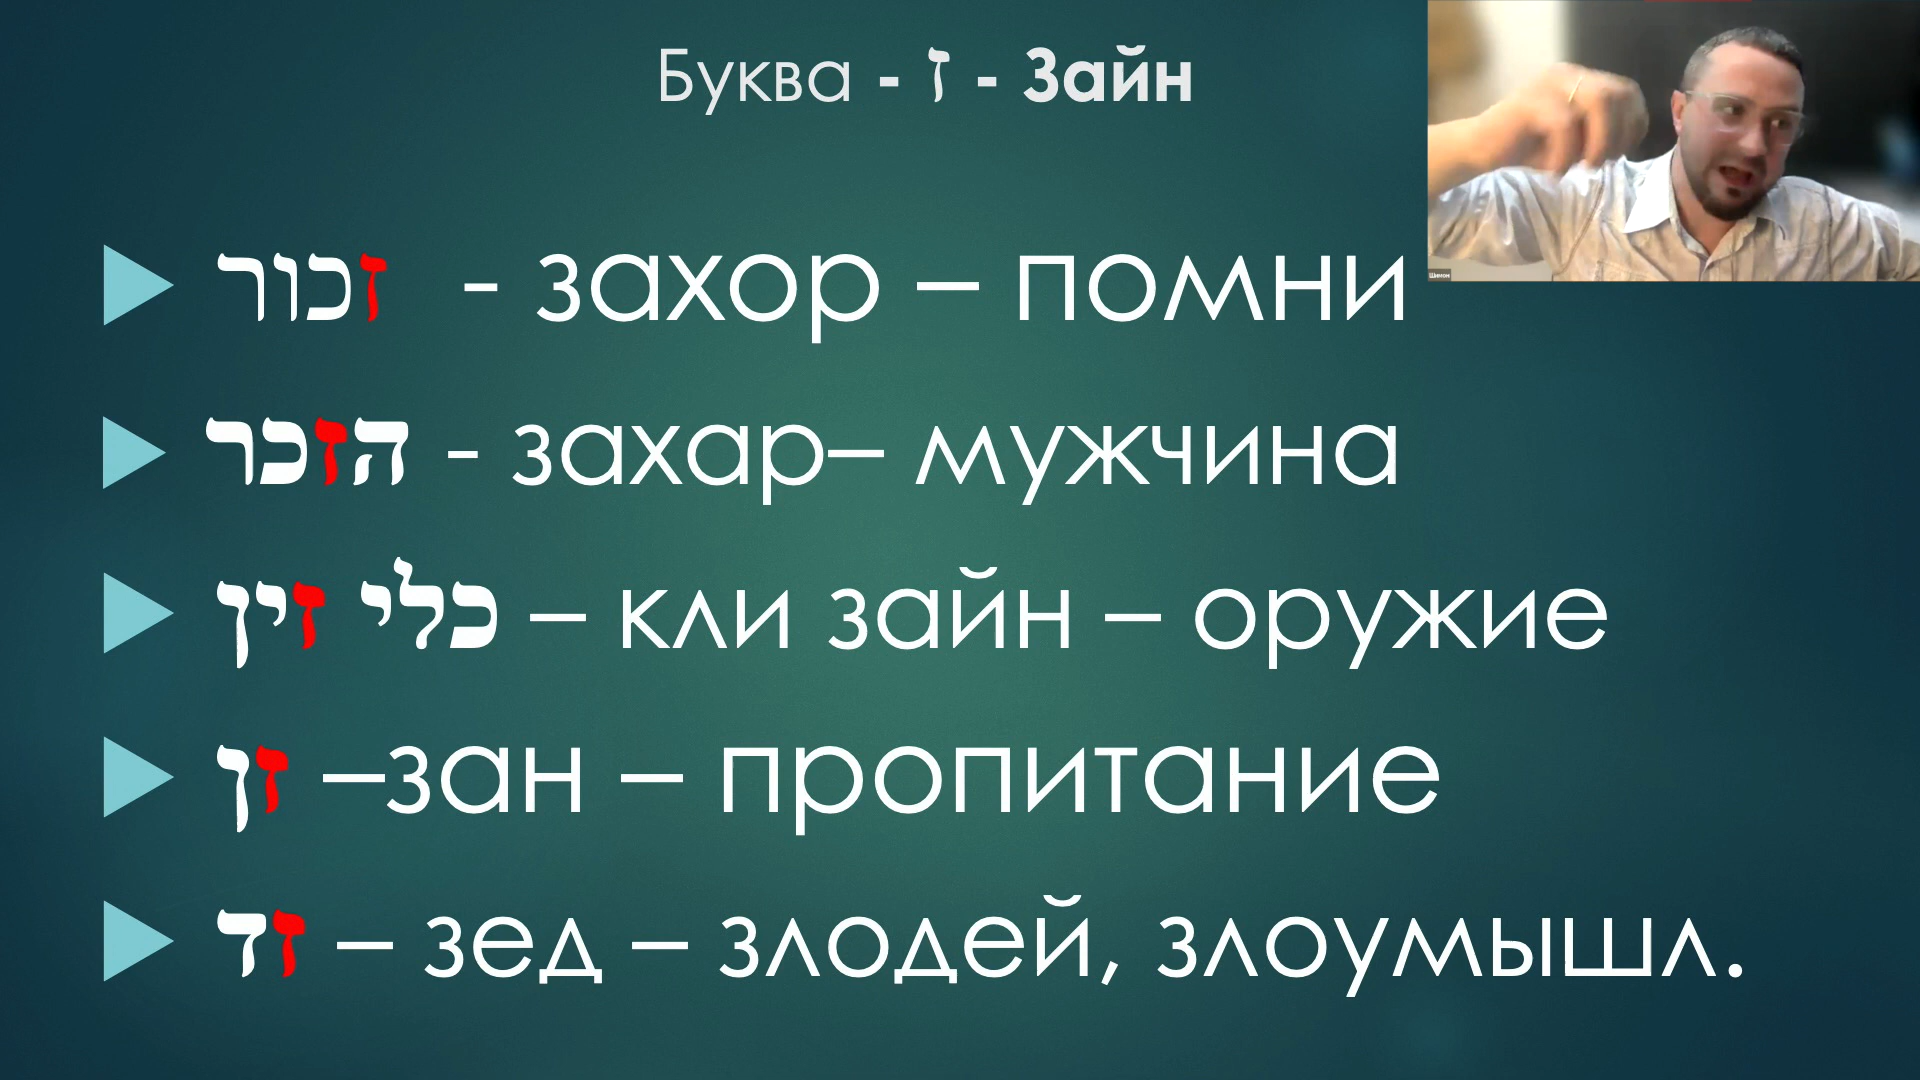 Буква - ז - Зайн
זכור - захор – помни
הזכר - захар– мужчина
כלי זין – кли зайн – оружие
זן –зан – пропитание
זד – зед – злодей, злоумышл.
Шимон